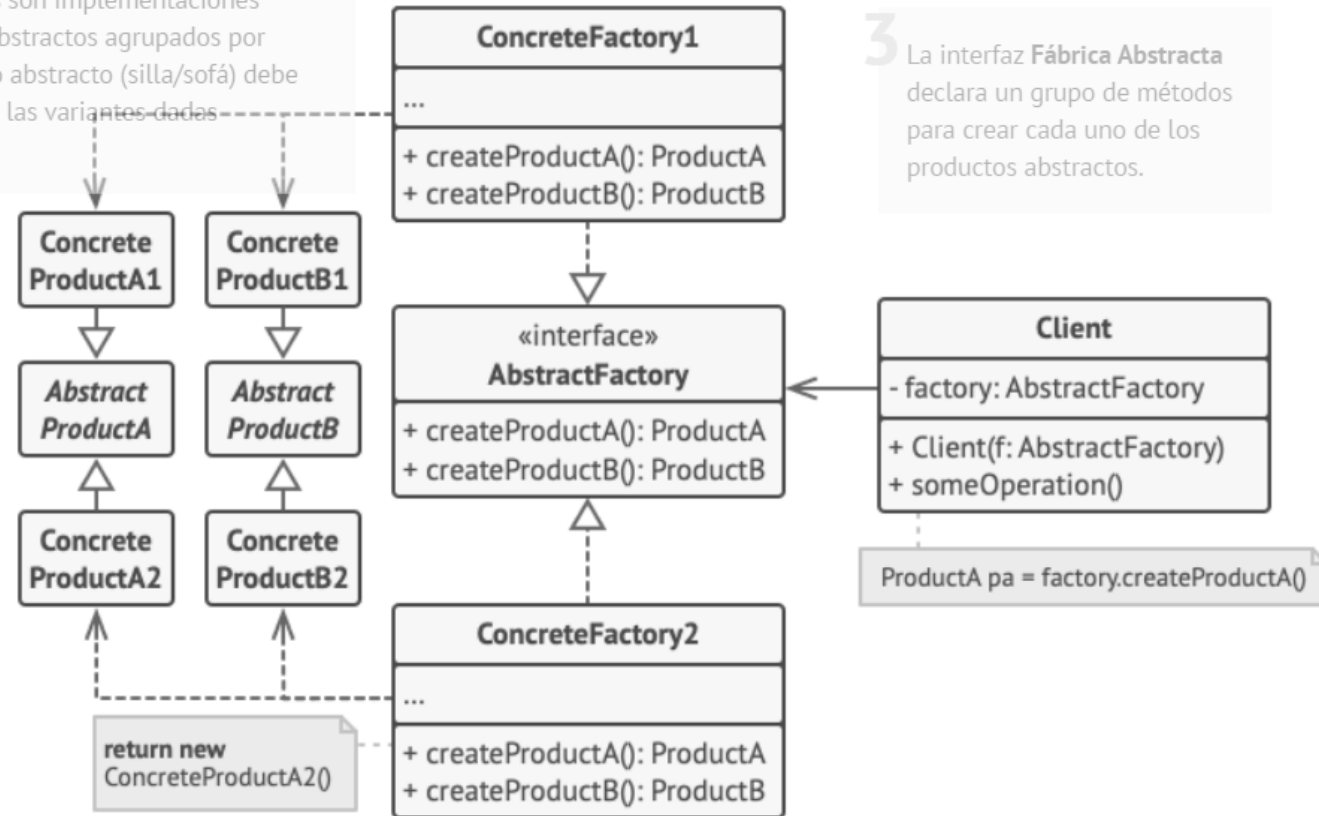 s son implementaciones
bstractos agrupados por
o abstracto (silla/sofá) debe
las variantes dadas
3
La interfaz Fábrica Abstracta
declara un grupo de métodos
para crear cada uno de los
productos abstractos.
ConcreteFactory1
...
+ createProductA(): ProductA
+ createProductB(): ProductB
Concrete
ProductA1
Concrete
ProductB1
Abstract
ProductA
Abstract
ProductB
Concrete
ProductA2
Concrete
ProductB2
«interface»
AbstractFactory
+ createProductA(): ProductA
+ createProductB(): ProductB
Client
- factory: AbstractFactory
+ Client(f: AbstractFactory)
+ someOperation()
ProductA pa = factory.createProductA()
ConcreteFactory2
...
+ createProductA(): ProductA
+ createProductB(): ProductB
return new
ConcreteProductA2()